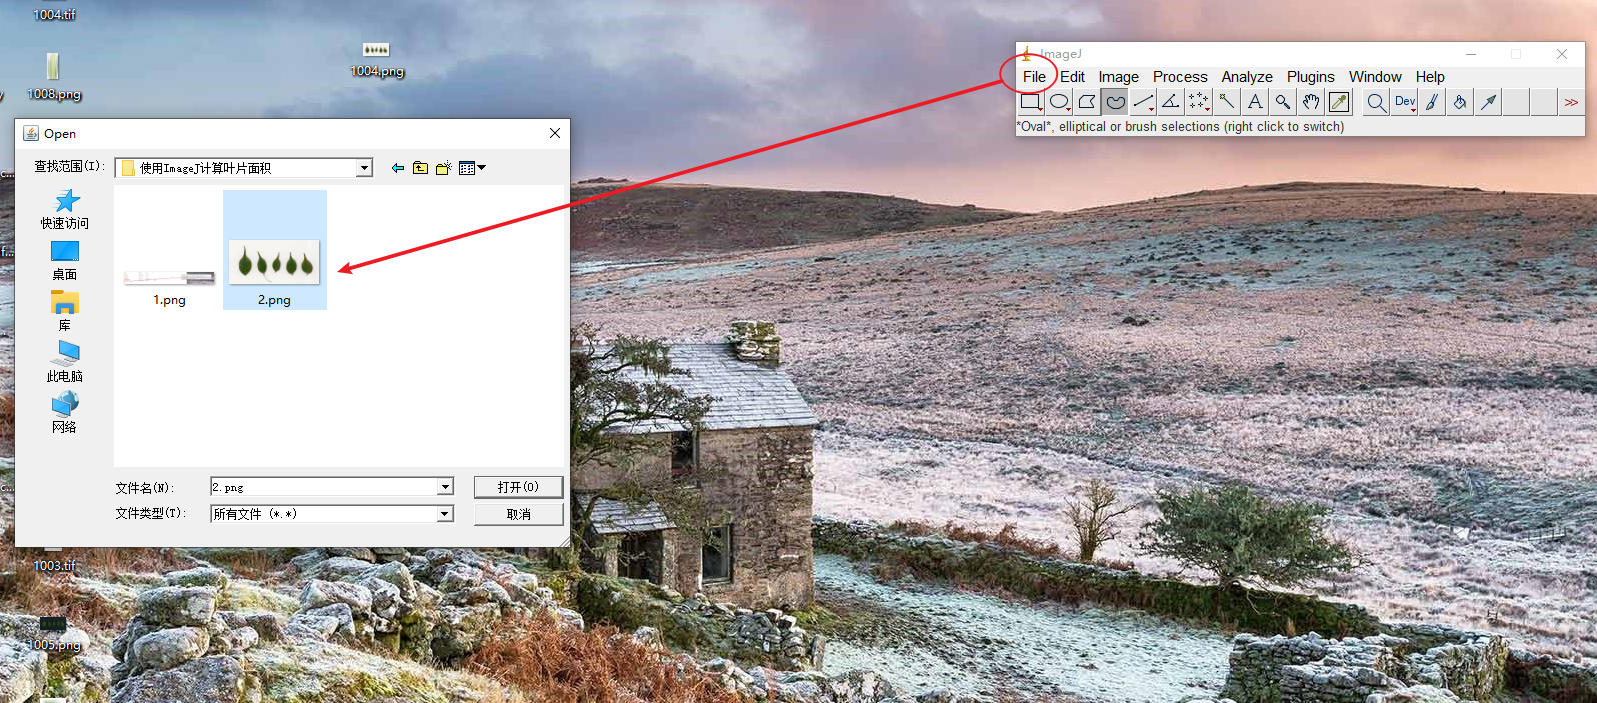 1004.tif
1008.png
1004.png
ImageJ
File Edit Image Process Analyze Plugins Window Help
Dev
>>
*Oval*, elliptical or brush selections (right click to switch)
Open
查找范围(I):
使用ImageJ计算叶片面积
快速访问
桌面
库
此电脑
网络
1.png
2.png
文件名(N):
2.png
打开(O)
文件类型(T):
所有文件 (*.*)
取消
1003.tif
1005.png